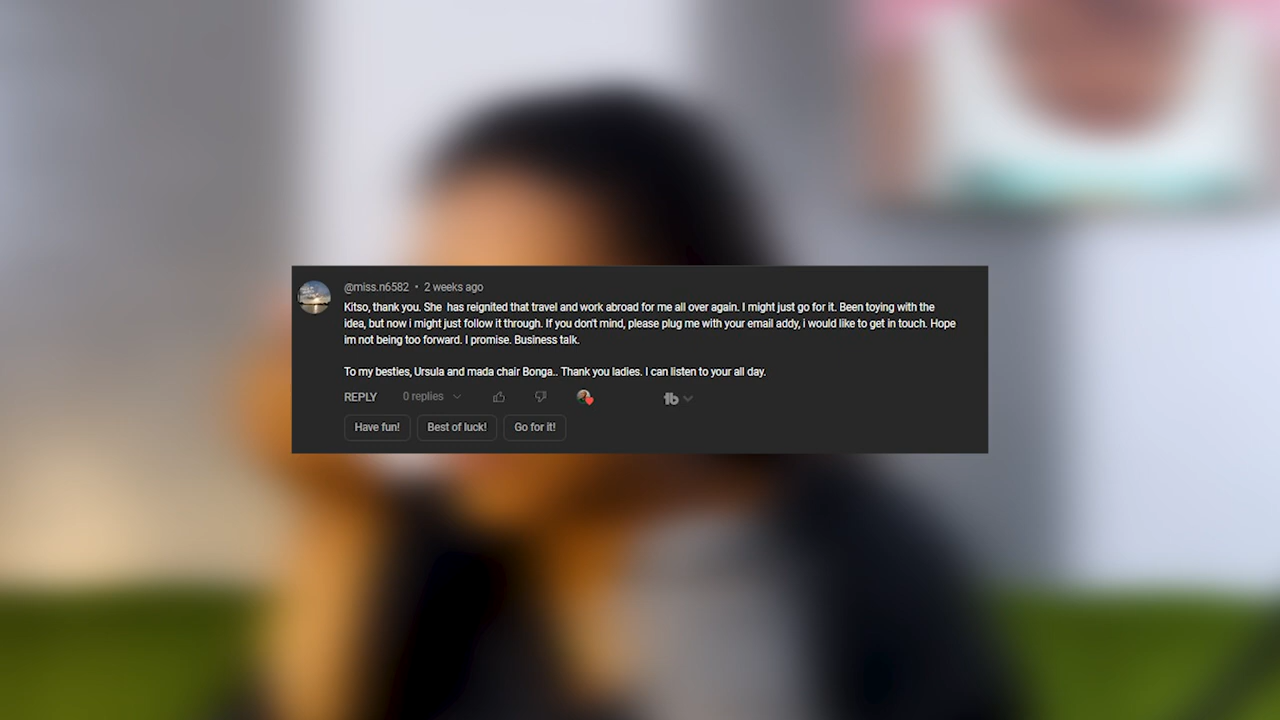 @miss.n6582 • 2 weeks ago
Kitso, thank you. She has reignited that travel and work abroad for me all over again. I might just go for it. Been toying with the
idea, but now i might just follow it through. If you don't mind, please plug me with your email addy, i would like to get in touch. Hope
im not being too forward. I promise. Business talk.
To my besties, Ursula and mada chair Bonga.. Thank you ladies. I can listen to your all day.
REPLY 0 replies
Have fun! Best of luck! Go for it!